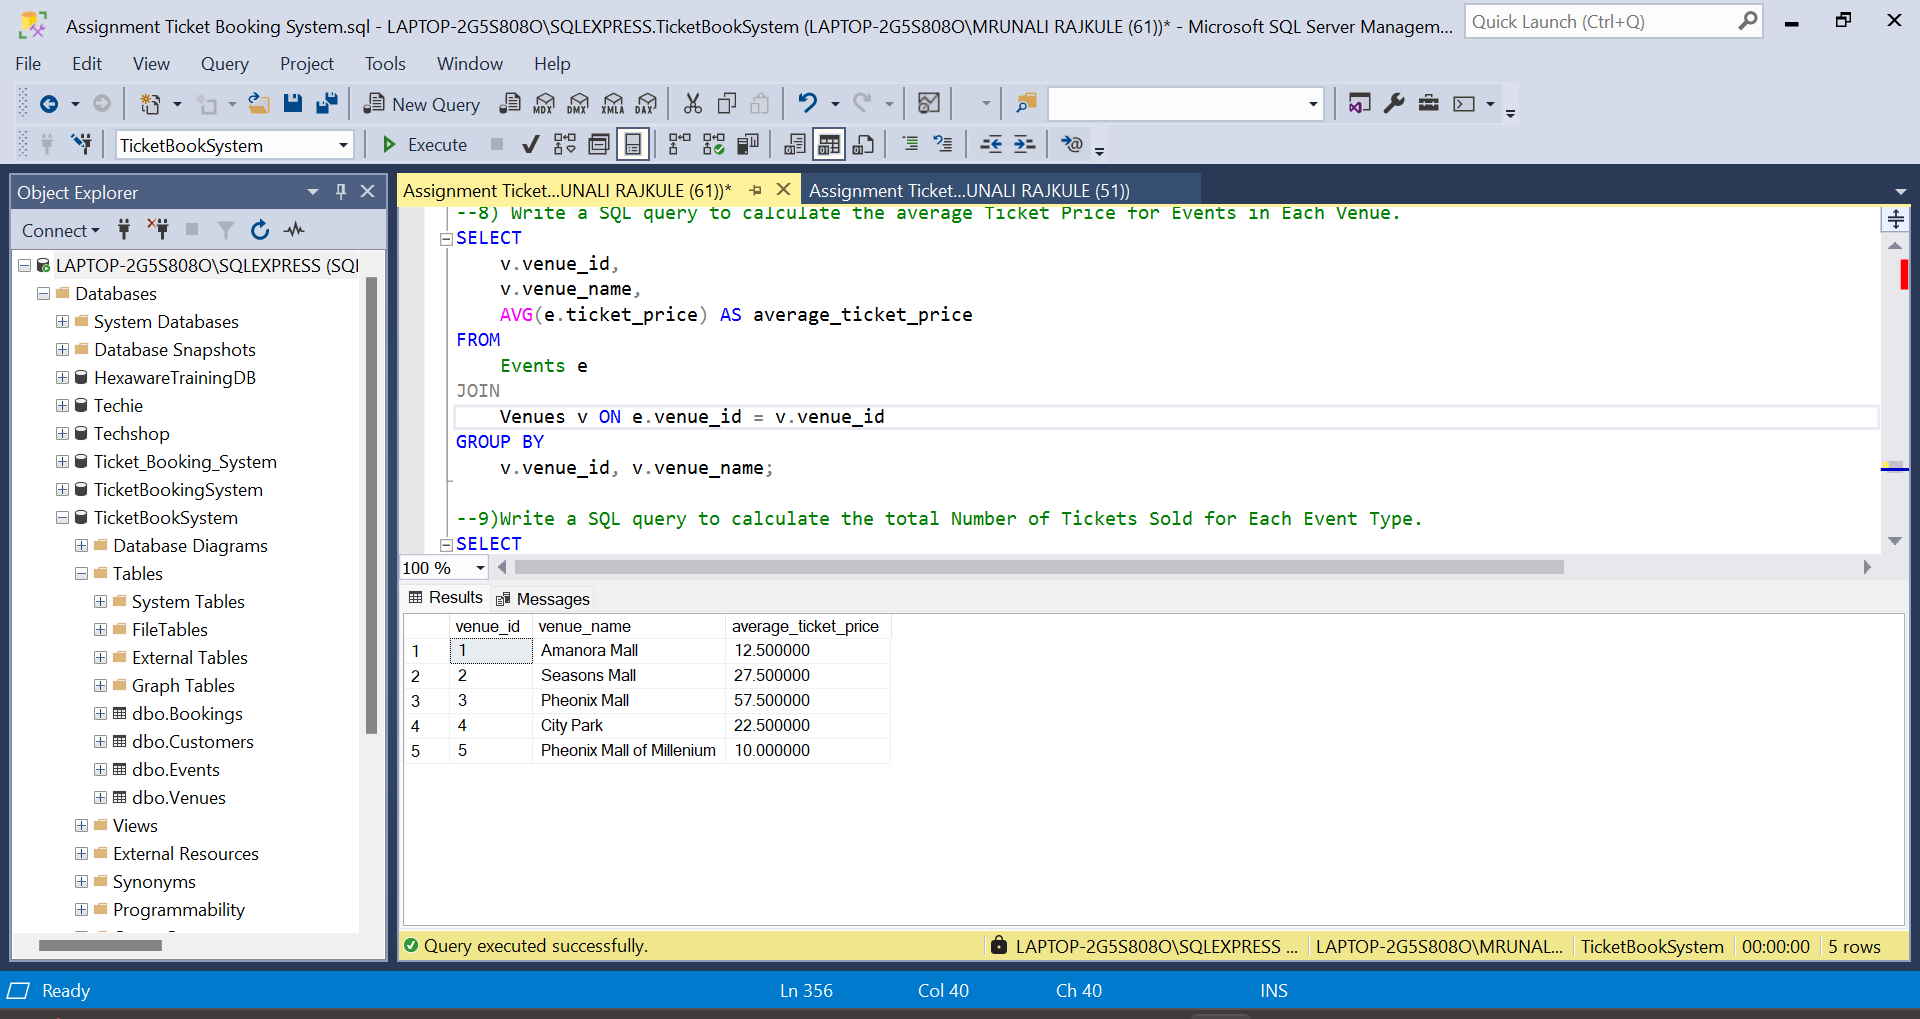 Assignment Ticket Booking System.sql - LAPTOP-2G5S808O\SQLEXPRESS.TicketBookSystem (LAPTOP-2G5S808O\MRUNALI RAJKULE (61))* - Microsoft SQL Server Managem...
Quick Launch (Ctrl+Q)
File Edit View Query Project Tools Window Help
New Query MDX DMX XMLA DAX
TicketBookSystem Execute
Object Explorer
Connect
LAPTOP-2G5S808O\SQLEXPRESS (SQL
Databases
System Databases
Database Snapshots
HexawareTrainingDB
Techie
Techshop
Ticket_Booking_System
TicketBookingSystem
TicketBookSystem
Database Diagrams
Tables
System Tables
FileTables
External Tables
Graph Tables
dbo.Bookings
dbo.Customers
dbo.Events
dbo.Venues
Views
External Resources
Synonyms
Programmability
Assignment Ticket...UNALI RAJKULE (61))* Assignment Ticket...UNALI RAJKULE (51))
--8) Write a SQL query to calculate the average Ticket Price for Events in Each Venue.
SELECT
v.venue_id,
v.venue_name,
AVG(e.ticket_price) AS average_ticket_price
FROM
Events e
JOIN
Venues v ON e.venue_id = v.venue_id
GROUP BY
v.venue_id, v.venue_name;
--9)Write a SQL query to calculate the total Number of Tickets Sold for Each Event Type.
SELECT
100 %
Results Messages
venue_id venue_name average_ticket_price
1 1 Amanora Mall 12.500000
2 2 Seasons Mall 27.500000
3 3 Pheonix Mall 57.500000
4 4 City Park 22.500000
5 5 Pheonix Mall of Millenium 10.000000
Query executed successfully. LAPTOP-2G5S808O\SQLEXPRESS ... LAPTOP-2G5S808O\MRUNAL... TicketBookSystem 00:00:00 5 rows
Ready Ln 356 Col 40 Ch 40 INS